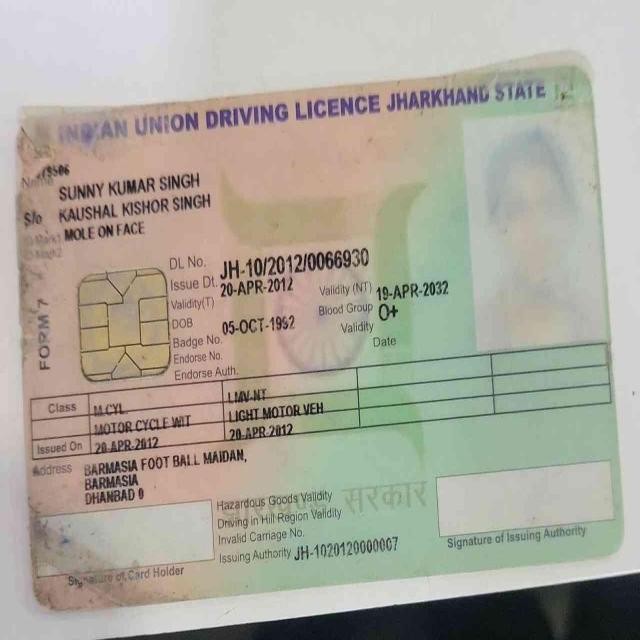 INDIAN UNION DRIVING LICENCE JHARKHAND STATE
Name
SUNNY KUMAR SINGH
S/o KAUSHAL KISHOR SINGH
MOLE ON FACE
DL No. JH-10/2012/0066930
Issue Dt. 20-APR-2012 Validity (NT) 19-APR-2032
Validity(T) Blood Group O+
DOB 05-OCT-1992 Validity
Badge No. Date
Endorse No.
Endorse Auth.
FORM 7
Class M.CYL. LMV-NT
MOTOR CYCLE WIT LIGHT MOTOR VEH
Issued On 20-APR-2012 20-APR-2012
Address BARMASIA FOOT BALL MAIDAN,
BARMASIA
DHANBAD 0
सरकार
Hazardous Goods Validity
Driving in Hill Region Validity
Invalid Carriage No.
Issuing Authority JH-1020120000007
Signature of Card Holder
Signature of Issuing Authority